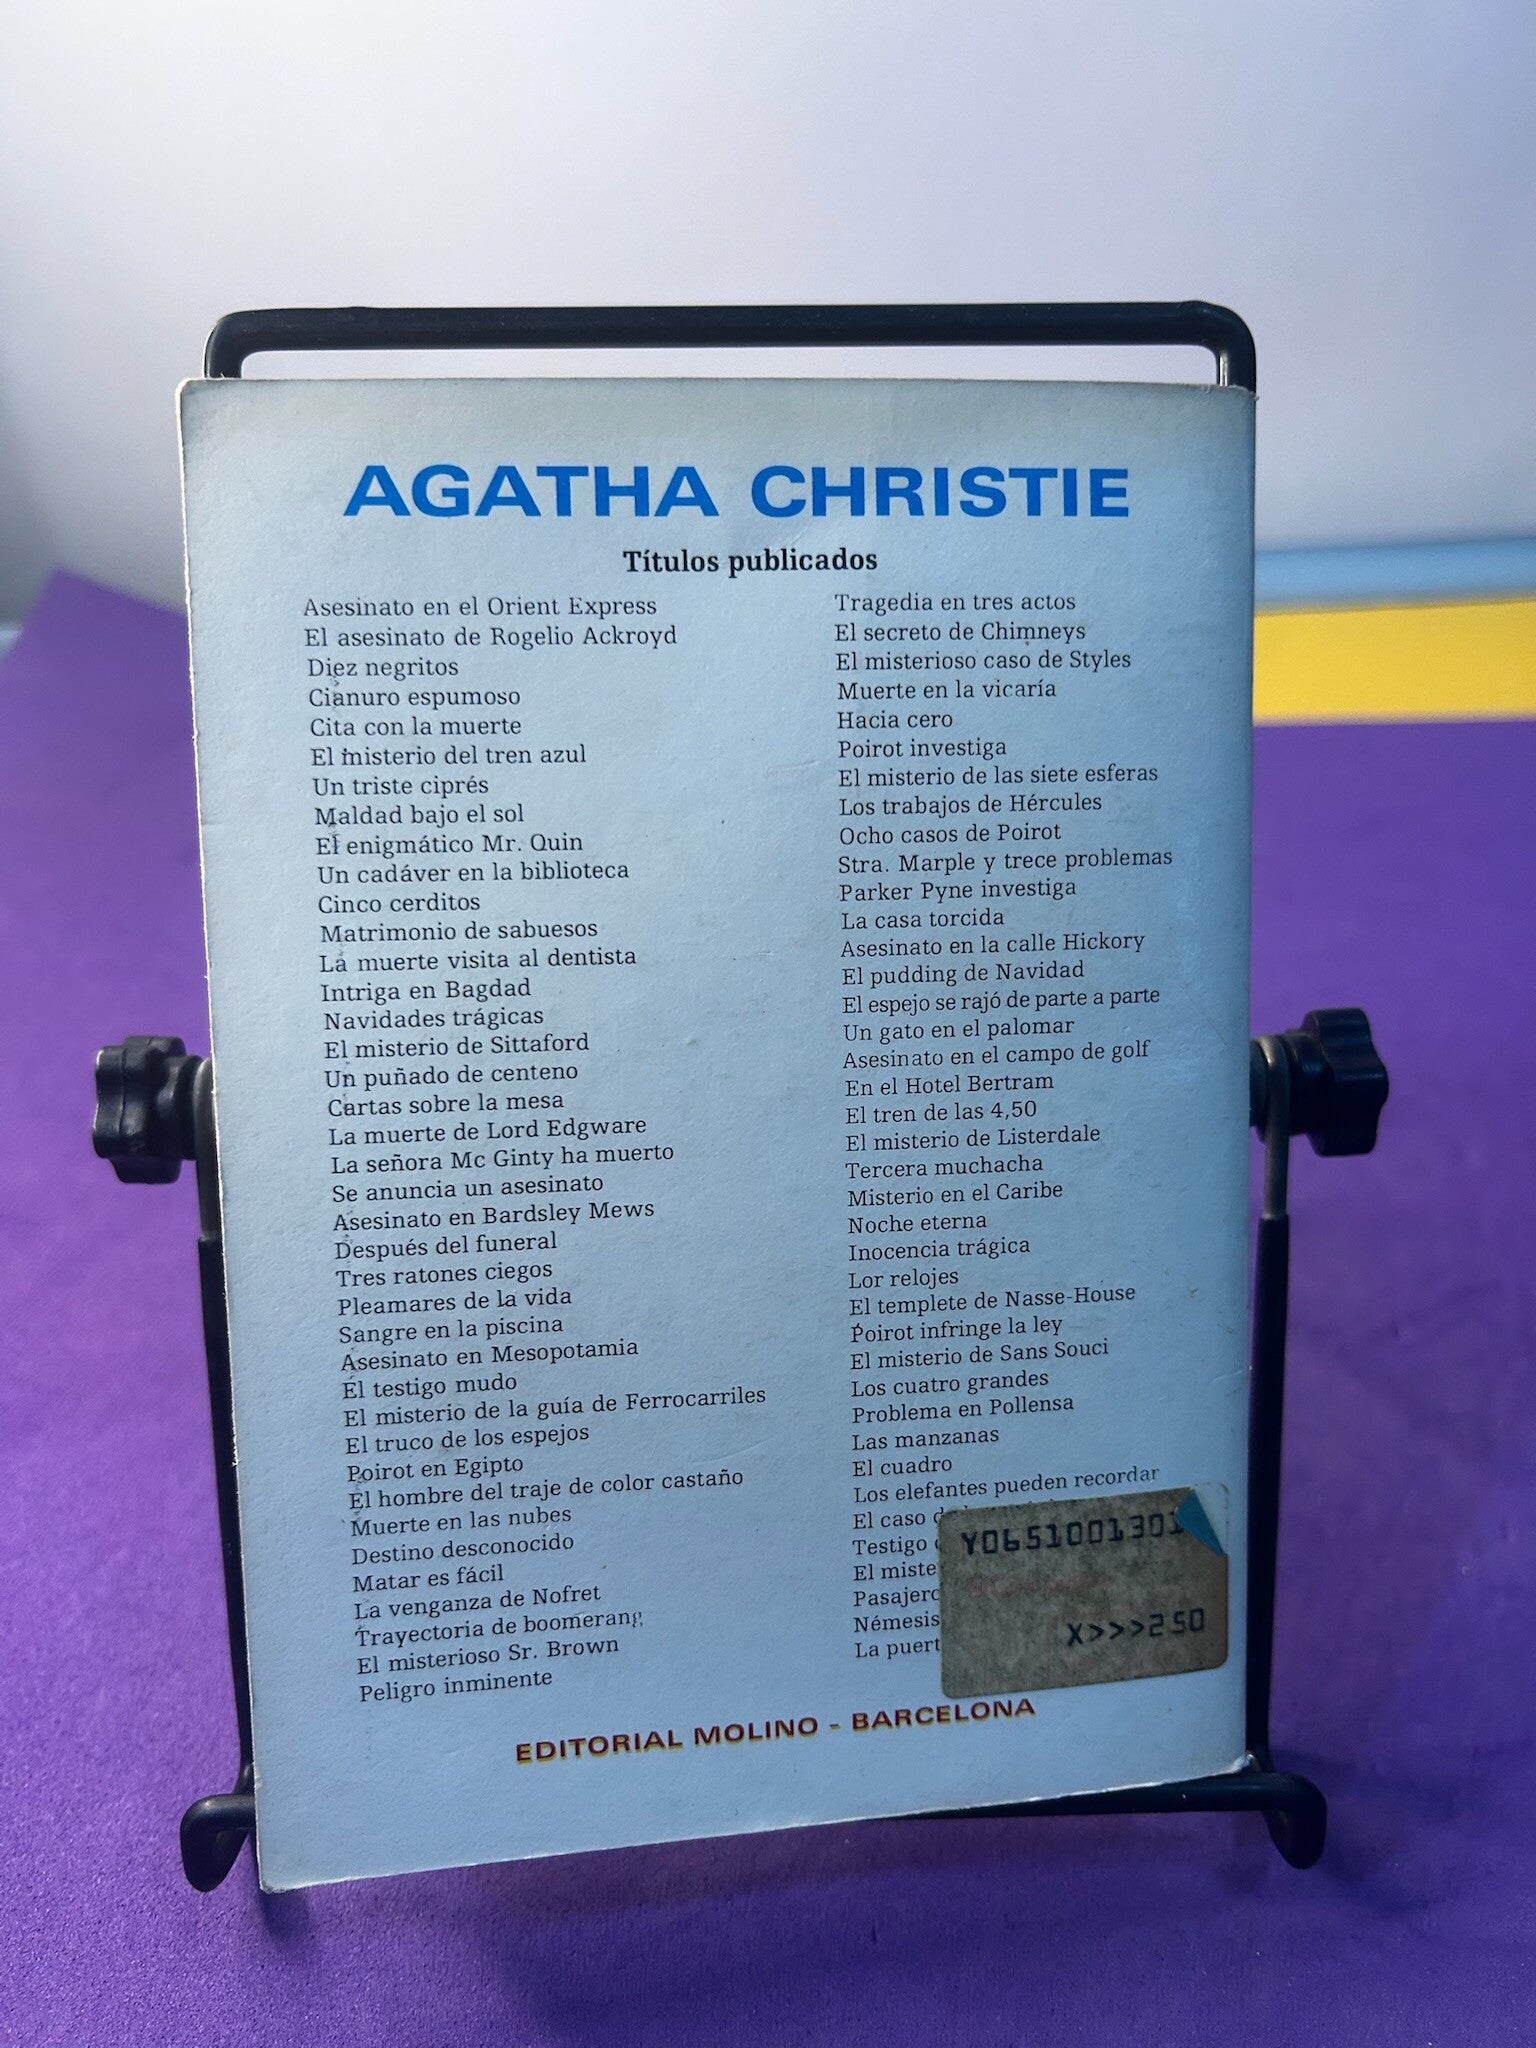 AGATHA CHRISTIE
Títulos publicados
Asesinato en el Orient Express
El asesinato de Rogelio Ackroyd
Diez negritos
Cianuro espumoso
Cita con la muerte
El misterio del tren azul
Un triste ciprés
Maldad bajo el sol
El enigmático Mr. Quin
Un cadáver en la biblioteca
Cinco cerditos
Matrimonio de sabuesos
La muerte visita al dentista
Intriga en Bagdad
Navidades trágicas
El misterio de Sittaford
Un puñado de centeno
Cartas sobre la mesa
La muerte de Lord Edgware
La señora Mc Ginty ha muerto
Se anuncia un asesinato
Asesinato en Bardsley Mews
Después del funeral
Tres ratones ciegos
Pleamares de la vida
Sangre en la piscina
Asesinato en Mesopotamia
El testigo mudo
El misterio de la guía de Ferrocarriles
El truco de los espejos
Poirot en Egipto
El hombre del traje de color castaño
Muerte en las nubes
Destino desconocido
Matar es fácil
La venganza de Nofret
Trayectoria de boomerang
El misterioso Sr. Brown
Peligro inminente
Tragedia en tres actos
El secreto de Chimneys
El misterioso caso de Styles
Muerte en la vicaría
Hacia cero
Poirot investiga
El misterio de las siete esferas
Los trabajos de Hércules
Ocho casos de Poirot
Stra. Marple y trece problemas
Parker Pyne investiga
La casa torcida
Asesinato en la calle Hickory
El pudding de Navidad
El espejo se rajó de parte a parte
Un gato en el palomar
Asesinato en el campo de golf
En el Hotel Bertram
El tren de las 4,50
El misterio de Listerdale
Tercera muchacha
Misterio en el Caribe
Noche eterna
Inocencia trágica
Lor relojes
El templete de Nasse-House
Poirot infringe la ley
El misterio de Sans Souci
Los cuatro grandes
Problema en Pollensa
Las manzanas
El cuadro
Los elefantes pueden recordar
El caso
Testigo
El
Némesis
La
Y0651001301
X>>>250
EDITORIAL MOLINO - BARCELONA